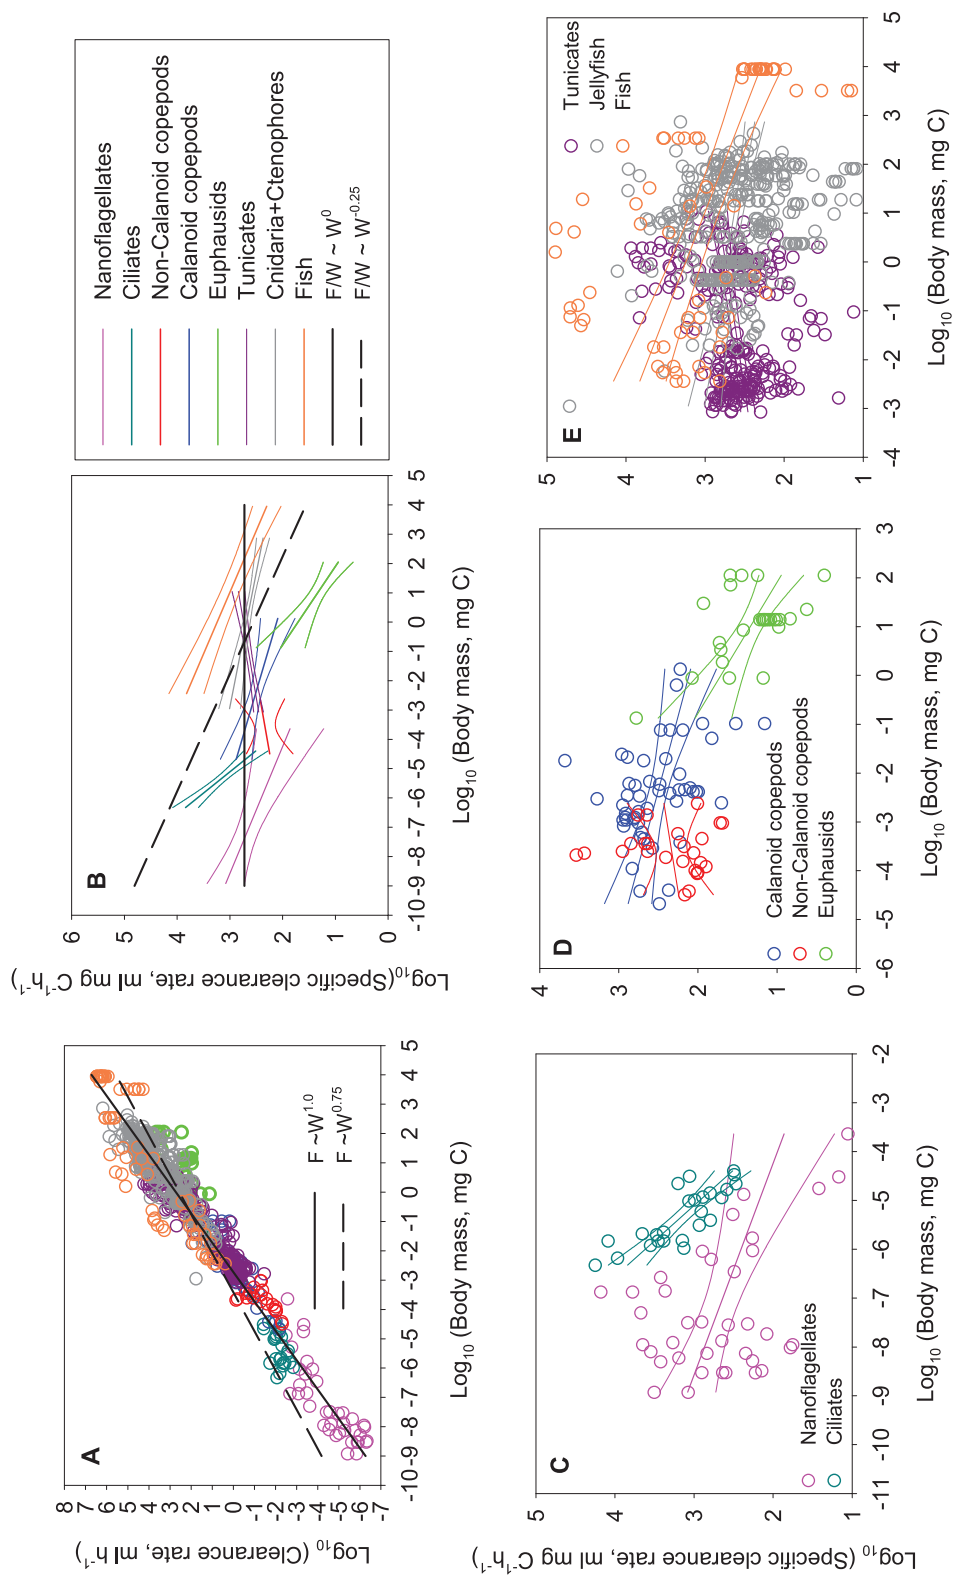 A
Log₁₀ (Clearance rate, ml h⁻¹)
8
7
6
5
4
3
2
1
0
-1
-2
-3
-4
-5
-6
-7
F ~W¹·⁰
F ~W⁰·⁷⁵
-10 -9 -8 -7 -6 -5 -4 -3 -2 -1 0 1 2 3 4 5
Log₁₀ (Body mass, mg C)
B
Log₁₀(Specific clearance rate, ml mg C⁻¹h⁻¹)
6
5
4
3
2
1
0
-10 -9 -8 -7 -6 -5 -4 -3 -2 -1 0 1 2 3 4 5
Log₁₀ (Body mass, mg C)
Nanoflagellates
Ciliates
Non-Calanoid copepods
Calanoid copepods
Euphausids
Tunicates
Cnidaria+Ctenophores
Fish
F/W ~ W⁰
F/W ~ W⁻⁰·²⁵
C
Log₁₀ (Specific clearance rate, ml mg C⁻¹h⁻¹)
5
4
3
2
1
Nanoflagellates
Ciliates
-11 -10 -9 -8 -7 -6 -5 -4 -3 -2
Log₁₀ (Body mass, mg C)
D
4
3
2
1
0
Calanoid copepods
Non-Calanoid copepods
Euphausids
-6 -5 -4 -3 -2 -1 0 1 2 3
Log₁₀ (Body mass, mg C)
E
5
4
3
2
1
Tunicates
Jellyfish
Fish
-4 -3 -2 -1 0 1 2 3 4 5
Log₁₀ (Body mass, mg C)